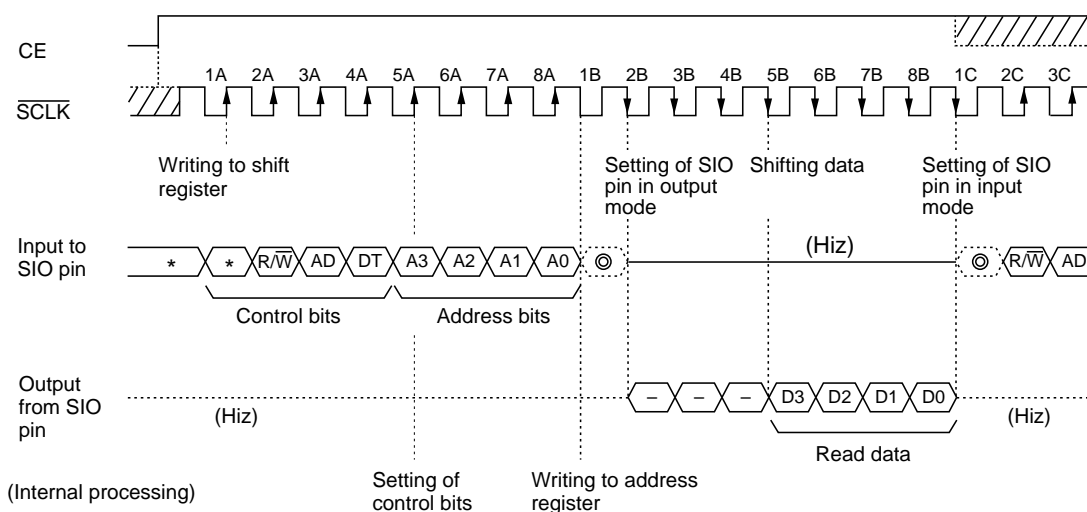 CE
1A 2A 3A 4A 5A 6A 7A 8A 1B 2B 3B 4B 5B 6B 7B 8B 1C 2C 3C
SCLK
Writing to shift
register
Setting of SIO
pin in output
mode
Shifting data
Setting of SIO
pin in input
mode
Input to
SIO pin
* * R/W AD DT A3 A2 A1 A0 ◎ (Hiz) ◎ R/W AD
Control bits Address bits
Output
from SIO
pin
(Hiz) – – – D3 D2 D1 D0 (Hiz)
Read data
(Internal processing)
Setting of
control bits
Writing to address
register